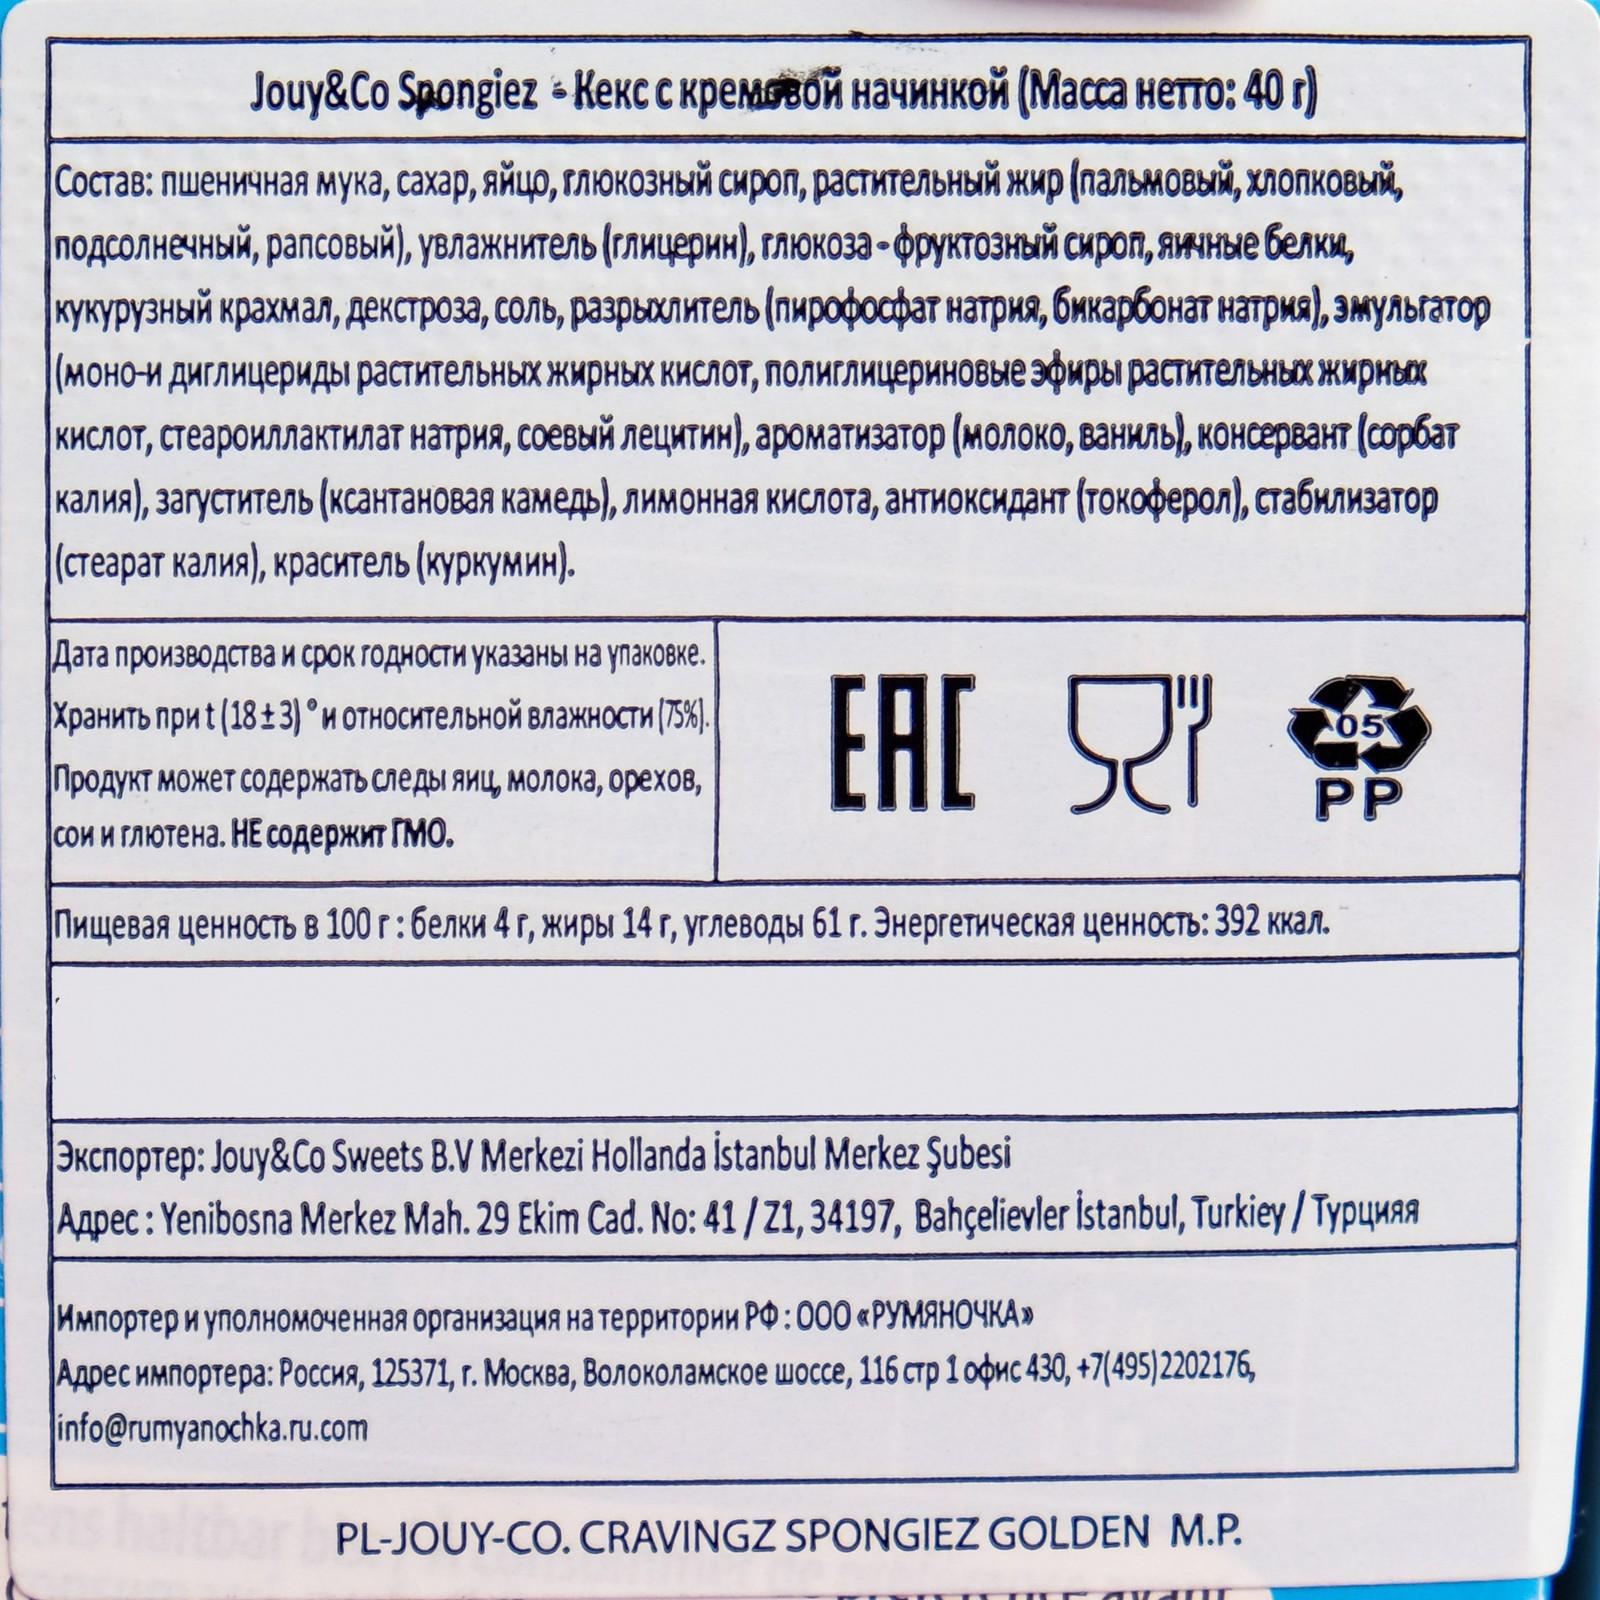 Jouy&Co Spongiez - Кекс с кремовой начинкой (Масса нетто: 40 г)
Состав: пшеничная мука, сахар, яйцо, глюкозный сироп, растительный жир (пальмовый, хлопковый,
подсолнечный, рапсовый), увлажнитель (глицерин), глюкоза - фруктозный сироп, яичные белки,
кукурузный крахмал, декстроза, соль, разрыхлитель (пирофосфат натрия, бикарбонат натрия), эмульгатор
(моно-и диглицериды растительных жирных кислот, полиглицериновые эфиры растительных жирных
кислот, стеароиллактилат натрия, соевый лецитин), ароматизатор (молоко, ваниль), консервант (сорбат
калия), загуститель (ксантановая камедь), лимонная кислота, антиоксидант (токоферол), стабилизатор
(стеарат калия), краситель (куркумин).
Дата производства и срок годности указаны на упаковке.
Хранить при t (18 ± 3) ° и относительной влажности (75%).
Продукт может содержать следы яиц, молока, орехов,
сои и глютена. НЕ содержит ГМО.
EAC
05
PP
Пищевая ценность в 100 г : белки 4 г, жиры 14 г, углеводы 61 г. Энергетическая ценность: 392 ккал.
Экспортер: Jouy&Co Sweets B.V Merkezi Hollanda İstanbul Merkez Şubesi
Адрес : Yenibosna Merkez Mah. 29 Ekim Cad. No: 41 / Z1, 34197, Bahçelievler İstanbul, Turkiey / Турцияя
Импортер и уполномоченная организация на территории РФ : ООО «РУМЯНОЧКА»
Адрес импортера: Россия, 125371, г. Москва, Волоколамское шоссе, 116 стр 1 офис 430, +7(495)2202176,
info@rumyanochka.ru.com
PL-JOUY-CO. CRAVINGZ SPONGIEZ GOLDEN M.P.